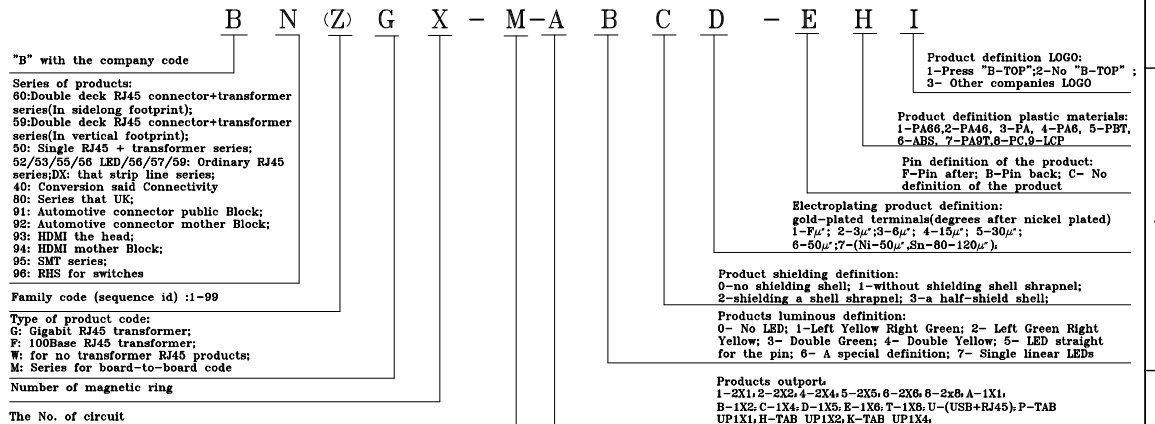 B N (Z) G X - M-A B C D - E H I
"B" with the company code
Series of products:
60:Double deck RJ45 connector+transformer
series(In sidelong footprint);
59:Double deck RJ45 connector+transformer
series(In vertical footprint);
50: Single RJ45 + transformer series;
52/53/55/56 LED/56/57/59: Ordinary RJ45
series;DX: that strip line series;
40: Conversion said Connectivity
80: Series that UK;
91: Automotive connector public Block;
92: Automotive connector mother Block;
93: HDMI the head;
94: HDMI mother Block;
95: SMT series;
96: RHS for switches
Family code (sequence id) :1-99
Type of product code:
G: Gigabit RJ45 transformer;
F: 100Base RJ45 transformer;
W: for no transformer RJ45 products;
M: Series for board-to-board code
Number of magnetic ring
The No. of circuit
Product definition LOGO:
1-Press "B-TOP";2-No "B-TOP" ;
3- Other companies LOGO
Product definition plastic materials:
1-PA66,2-PA46, 3-PA, 4-PA6, 5-PBT,
6-ABS, 7-PA9T,8-PC,9-LCP
Pin definition of the product:
F-Pin after; B-Pin back; C- No
definition of the product
Electroplating product definition:
gold-plated terminals(degrees after nickel plated)
1-Fμ"; 2-3μ";3-6μ"; 4-15μ"; 5-30μ";
6-50μ";7-(Ni-50μ",Sn-80-120μ");
Product shielding definition:
0-no shielding shell; 1-without shielding shell shrapnel;
2-shielding a shell shrapnel; 3-a half-shield shell;
Products luminous definition:
0- No LED; 1-Left Yellow Right Green; 2- Left Green Right
Yellow; 3- Double Green; 4- Double Yellow; 5- LED straight
for the pin; 6- A special definition; 7- Single linear LEDs
Products outport:
1-2X1; 2-2X2; 4-2X4; 5-2X5; 6-2X6; 8-2x8; A-1X1;
B-1X2; C-1X4; D-1X5; E-1X6; T-1X8; U-(USB+RJ45); P-TAB
UP1X1; H-TAB UP1X2; K-TAB UP1X4;